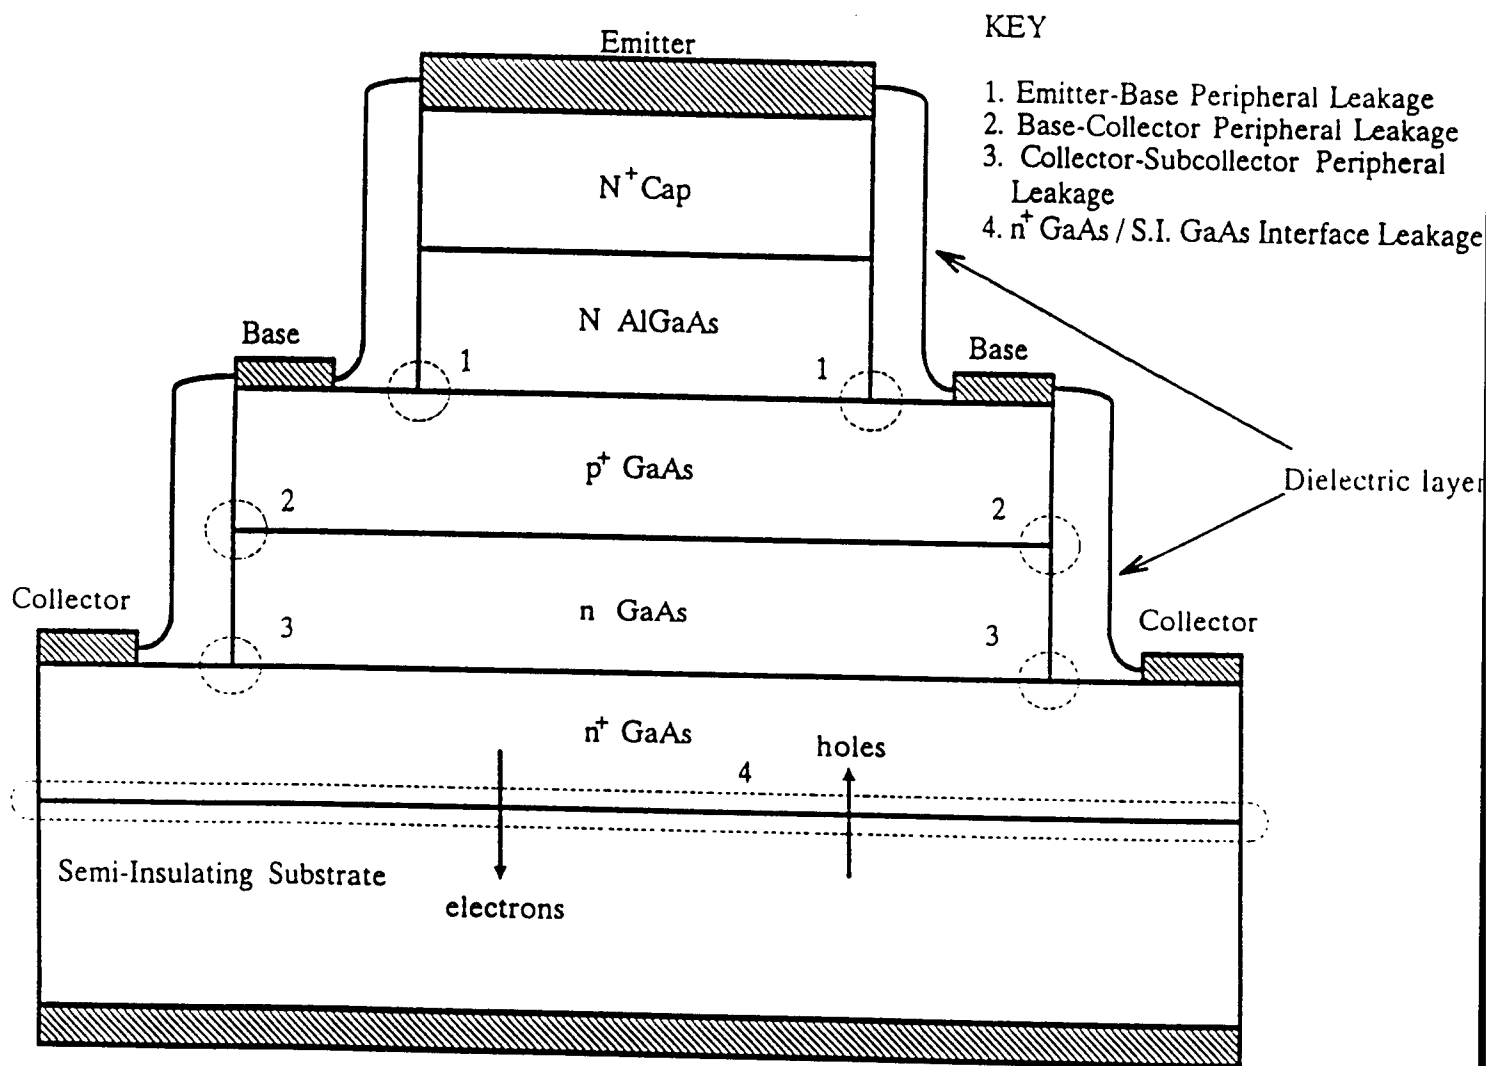 Emitter
KEY
1. Emitter-Base Peripheral Leakage
2. Base-Collector Peripheral Leakage
3. Collector-Subcollector Peripheral
Leakage
4. n⁺ GaAs / S.I. GaAs Interface Leakage
N⁺ Cap
N AlGaAs
Base
1
1
Base
p⁺ GaAs
Dielectric layer
2
2
Collector
n GaAs
3
3
Collector
n⁺ GaAs
holes
4
Semi-Insulating Substrate
electrons